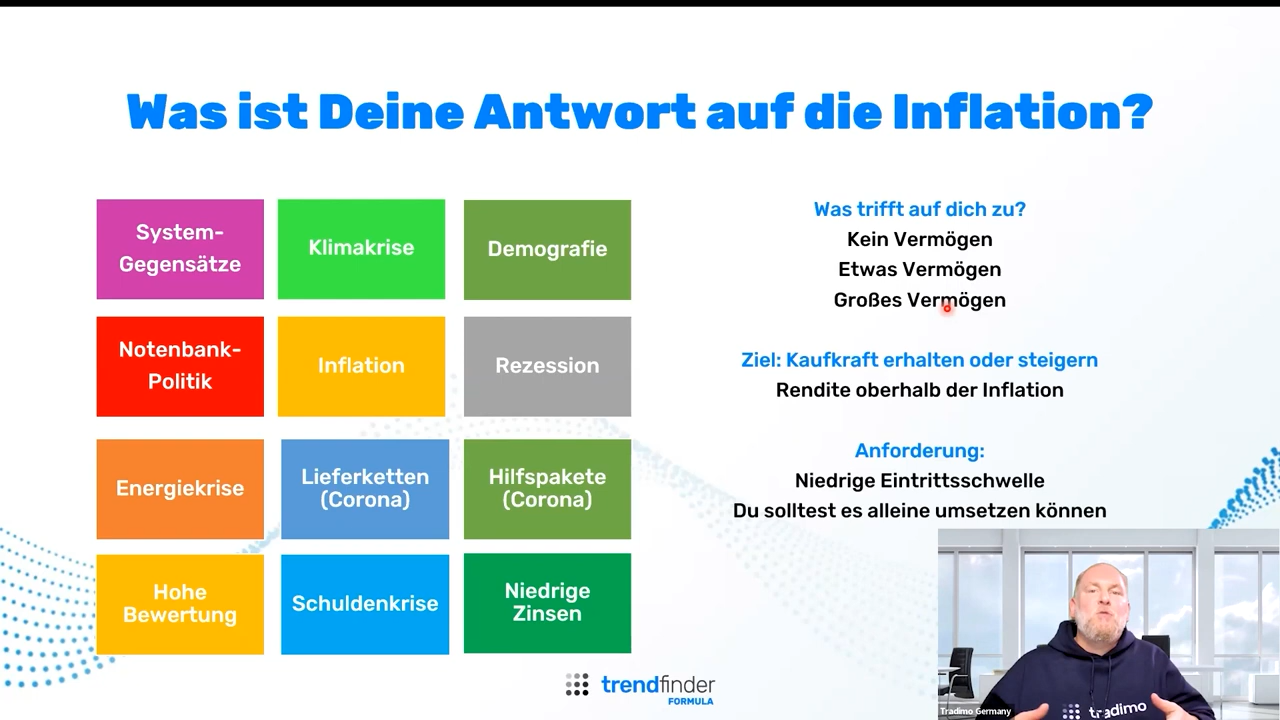 Was ist Deine Antwort auf die Inflation?
System-
Gegensätze
Klimakrise
Demografie
Notenbank-
Politik
Inflation
Rezession
Energiekrise
Lieferketten
(Corona)
Hilfspakete
(Corona)
Hohe
Bewertung
Schuldenkrise
Niedrige
Zinsen
Was trifft auf dich zu?
Kein Vermögen
Etwas Vermögen
Großes Vermögen
Ziel: Kaufkraft erhalten oder steigern
Rendite oberhalb der Inflation
Anforderung:
Niedrige Eintrittsschwelle
Du solltest es alleine umsetzen können
trendfinder
FORMULA
tradimo
Tradimo Germany